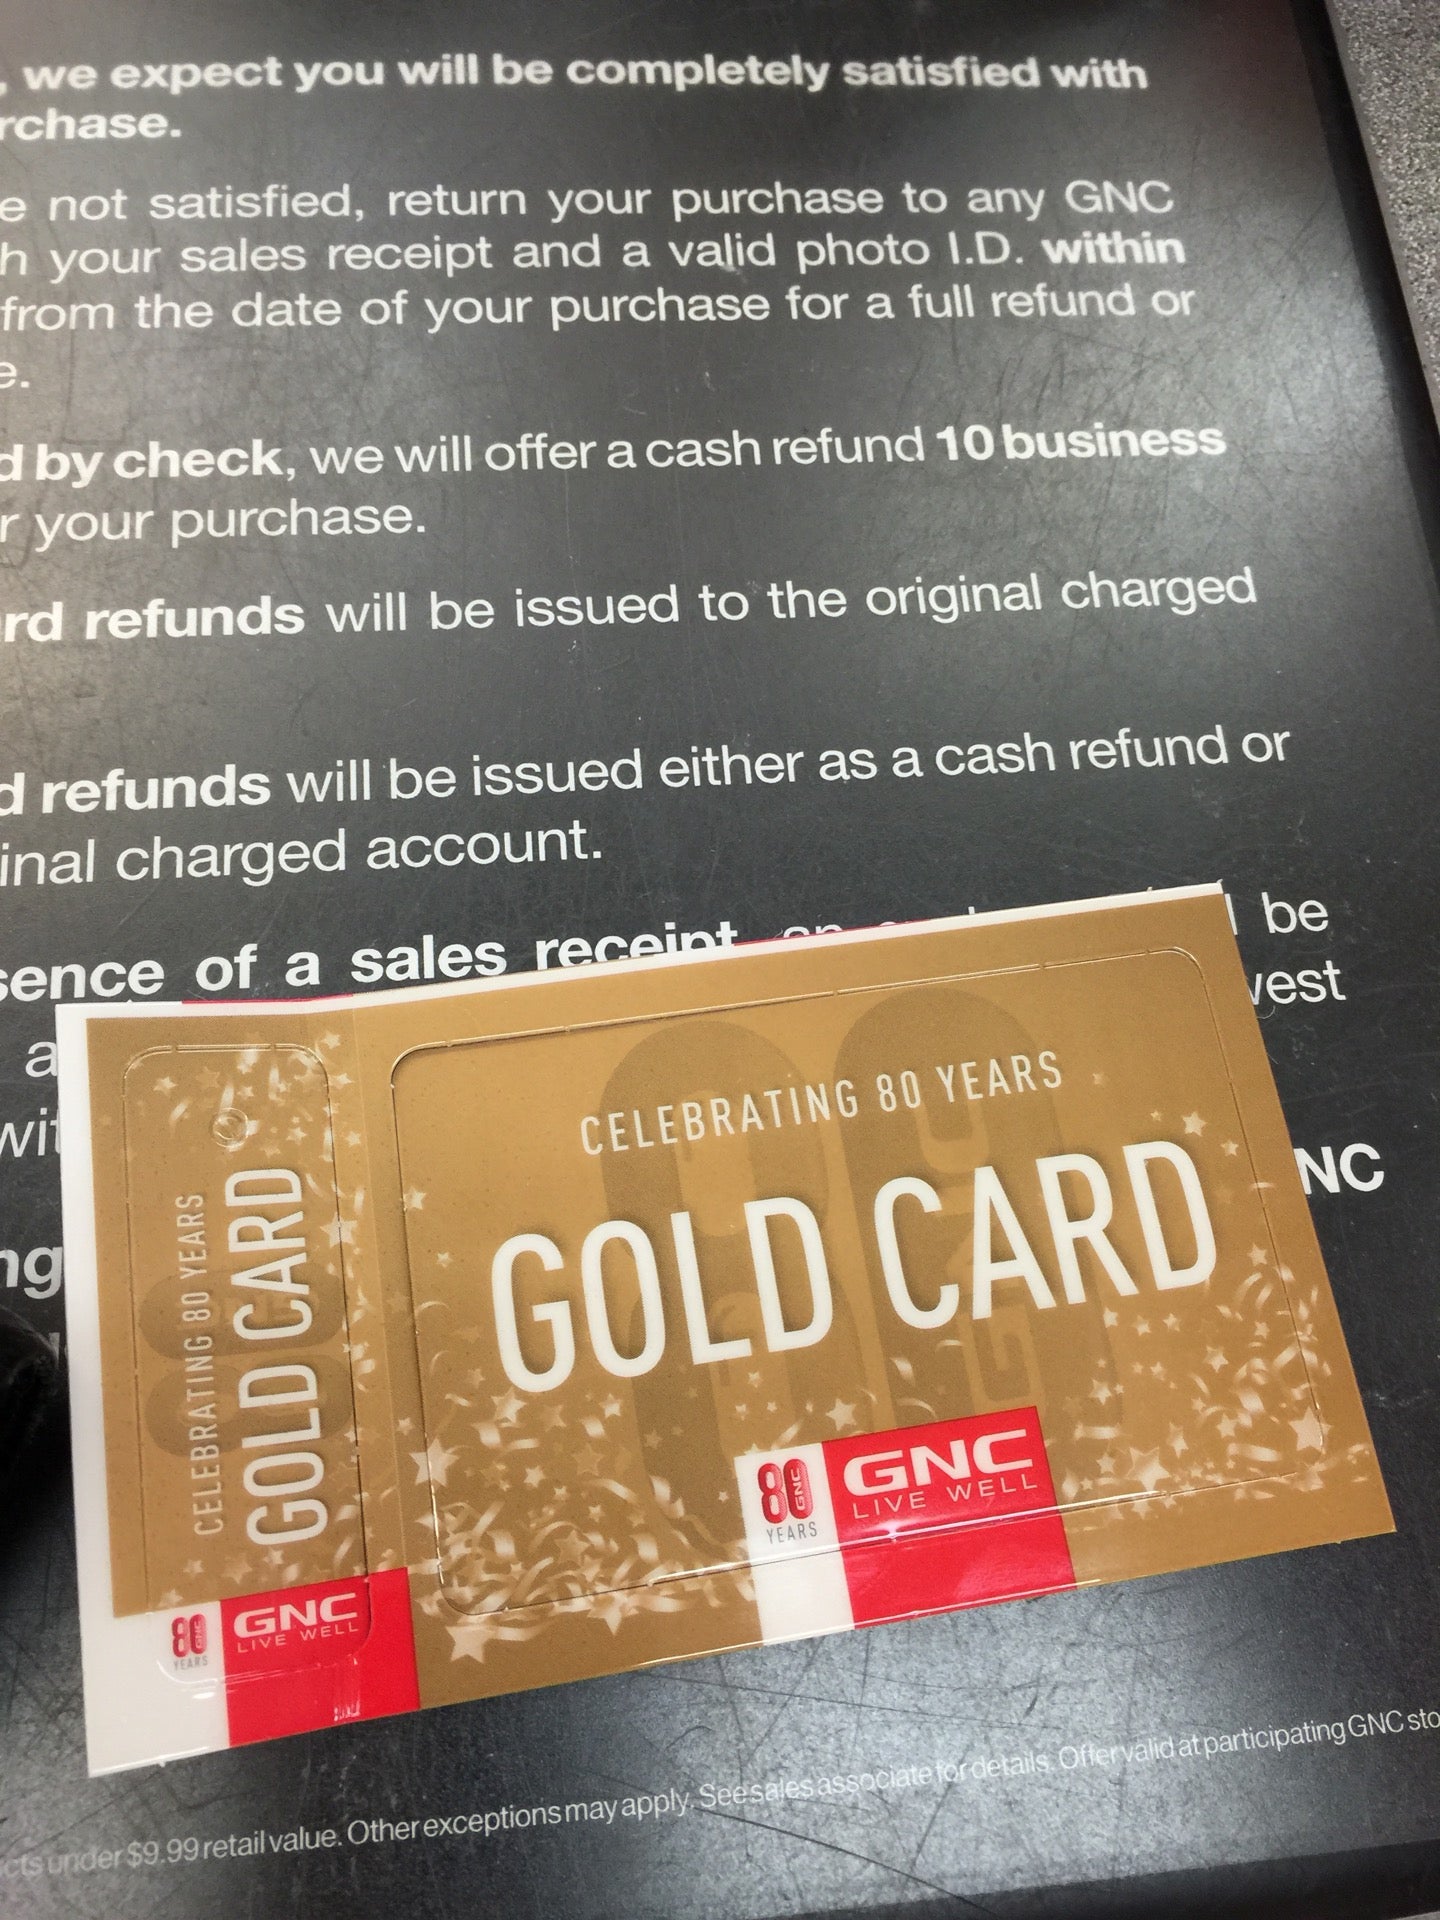 , we expect you will be completely satisfied with
rchase.
e not satisfied, return your purchase to any GNC
h your sales receipt and a valid photo I.D. within
from the date of your purchase for a full refund or
e.
d by check, we will offer a cash refund 10 business
r your purchase.
rd refunds will be issued to the original charged
d refunds will be issued either as a cash refund or
inal charged account.
sence of a sales receipt, be
vest
a
wit
NC
ng
CELEBRATING 80 YEARS
GOLD CARD
80 GNC
YEARS
GNC
LIVE WELL
CELEBRATING 80 YEARS
GOLD CARD
80 GNC
YEARS
GNC
LIVE WELL
cts under $9.99 retail value. Other exceptions may apply. See sales associate for details. Offer valid at participating GNC sto